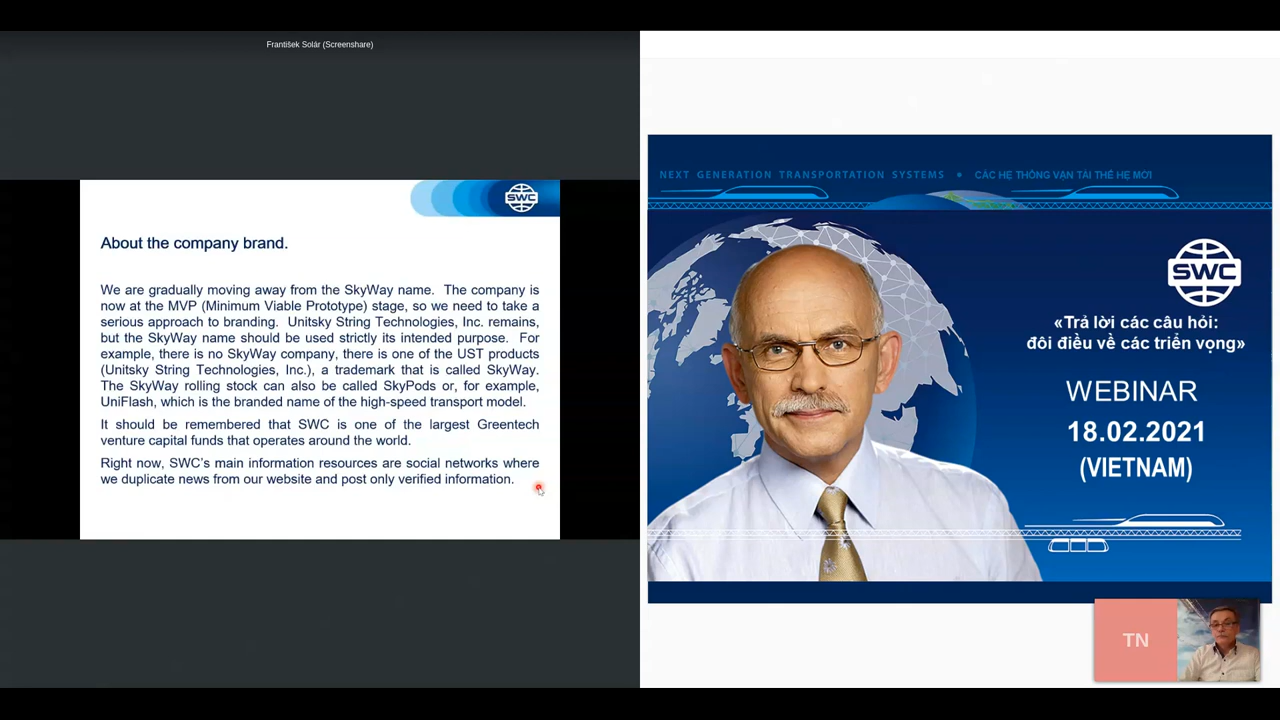 František Solár (Screenshare)
SWC
About the company brand.
We are gradually moving away from the SkyWay name. The company is
now at the MVP (Minimum Viable Prototype) stage, so we need to take a
serious approach to branding. Unitsky String Technologies, Inc. remains,
but the SkyWay name should be used strictly its intended purpose. For
example, there is no SkyWay company, there is one of the UST products
(Unitsky String Technologies, Inc.), a trademark that is called SkyWay.
The SkyWay rolling stock can also be called SkyPods or, for example,
UniFlash, which is the branded name of the high-speed transport model.
It should be remembered that SWC is one of the largest Greentech
venture capital funds that operates around the world.
Right now, SWC's main information resources are social networks where
we duplicate news from our website and post only verified information.
NEXT GENERATION TRANSPORTATION SYSTEMS • CÁC HỆ THỐNG VẬN TẢI THẾ HỆ MỚI
SWC
«Trả lời các câu hỏi:
đôi điều về các triển vọng»
WEBINAR
18.02.2021
(VIETNAM)
TN